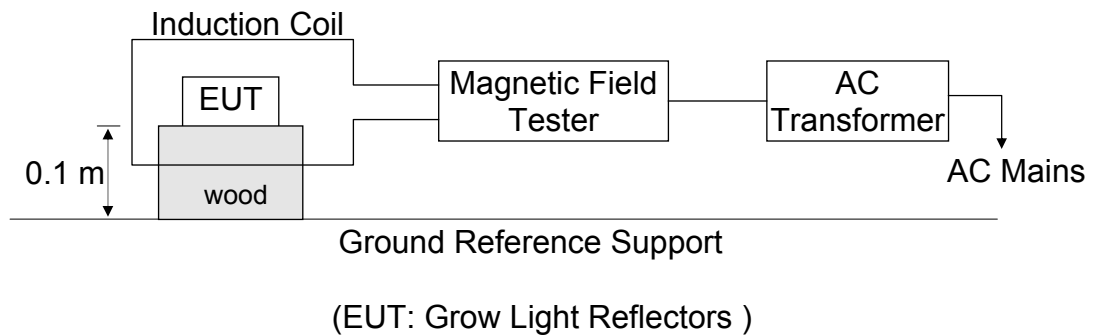 Induction Coil
EUT
Magnetic Field
Tester
AC
Transformer
0.1 m
wood
AC Mains
Ground Reference Support
(EUT: Grow Light Reflectors )